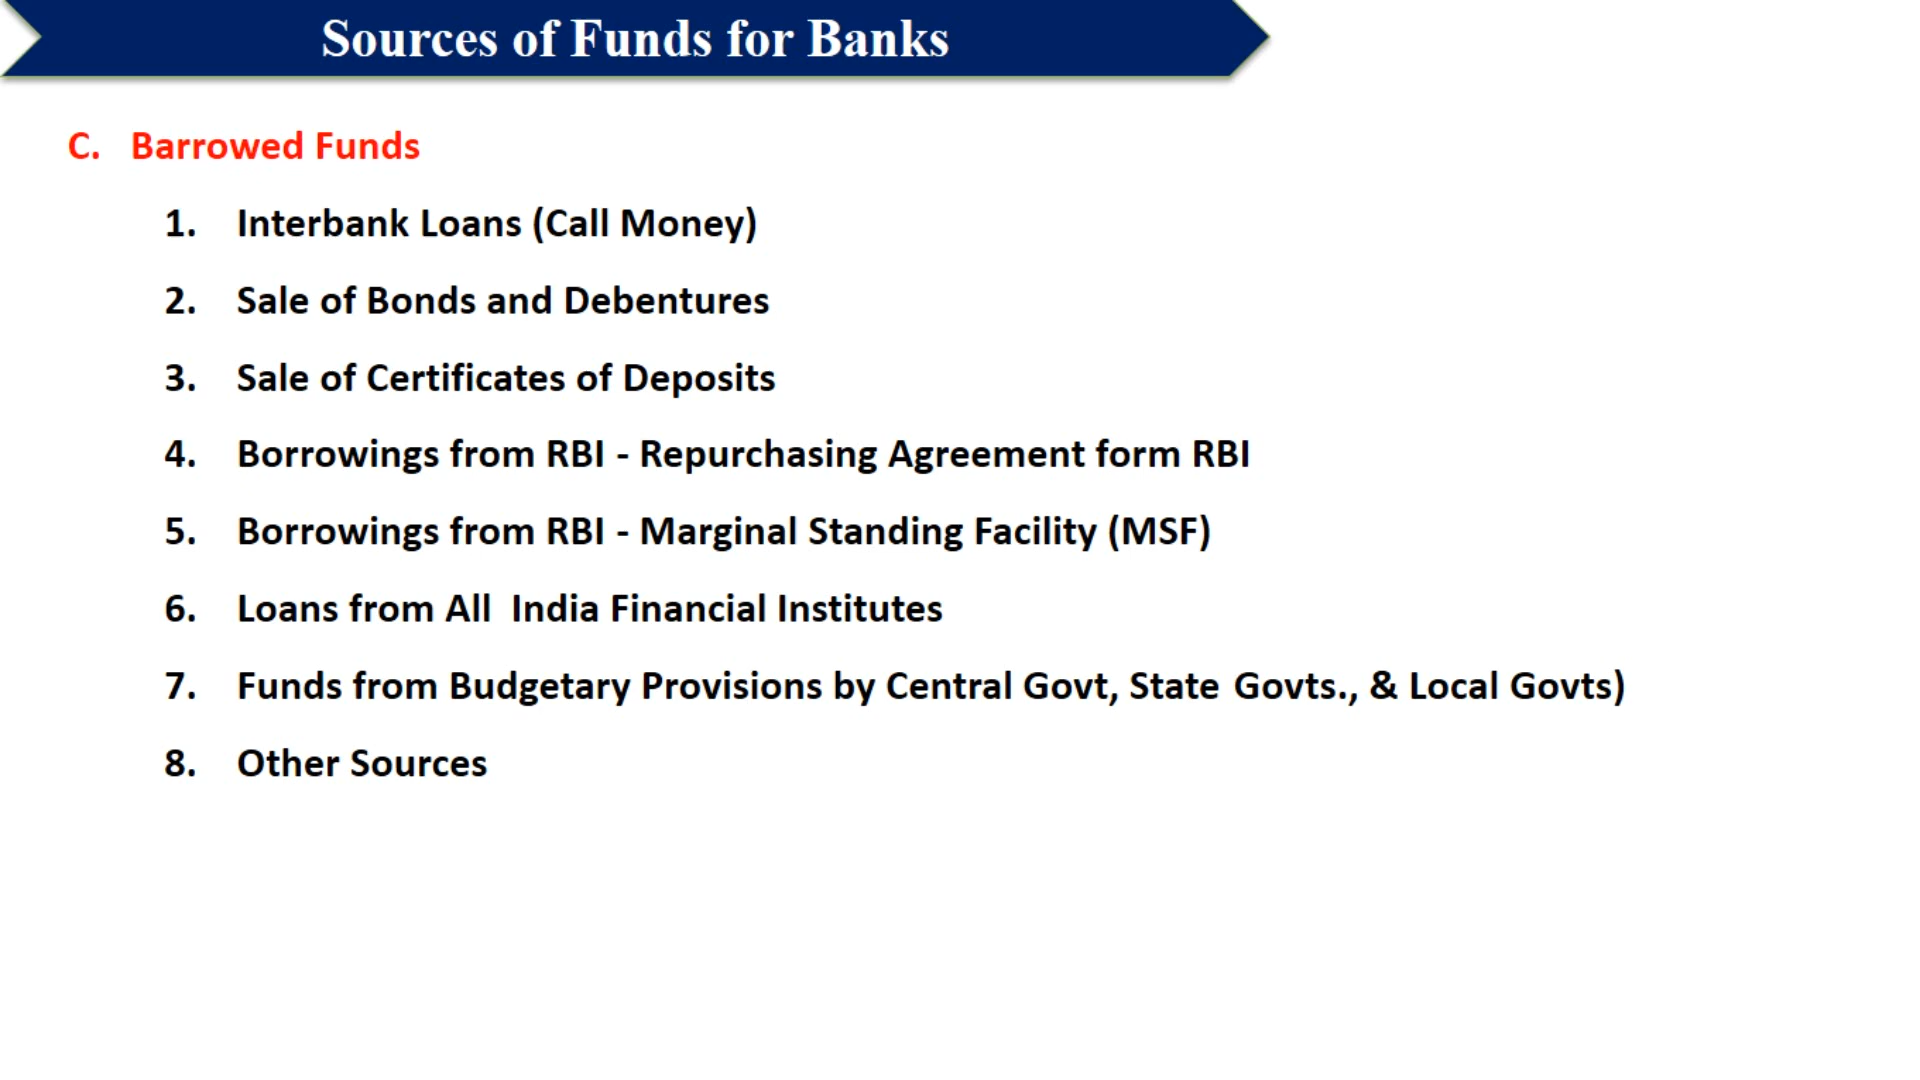 Sources of Funds for Banks
C. Barrowed Funds
1. Interbank Loans (Call Money)
2. Sale of Bonds and Debentures
3. Sale of Certificates of Deposits
4. Borrowings from RBI - Repurchasing Agreement form RBI
5. Borrowings from RBI - Marginal Standing Facility (MSF)
6. Loans from All  India Financial Institutes
7. Funds from Budgetary Provisions by Central Govt, State Govts., & Local Govts)
8. Other Sources